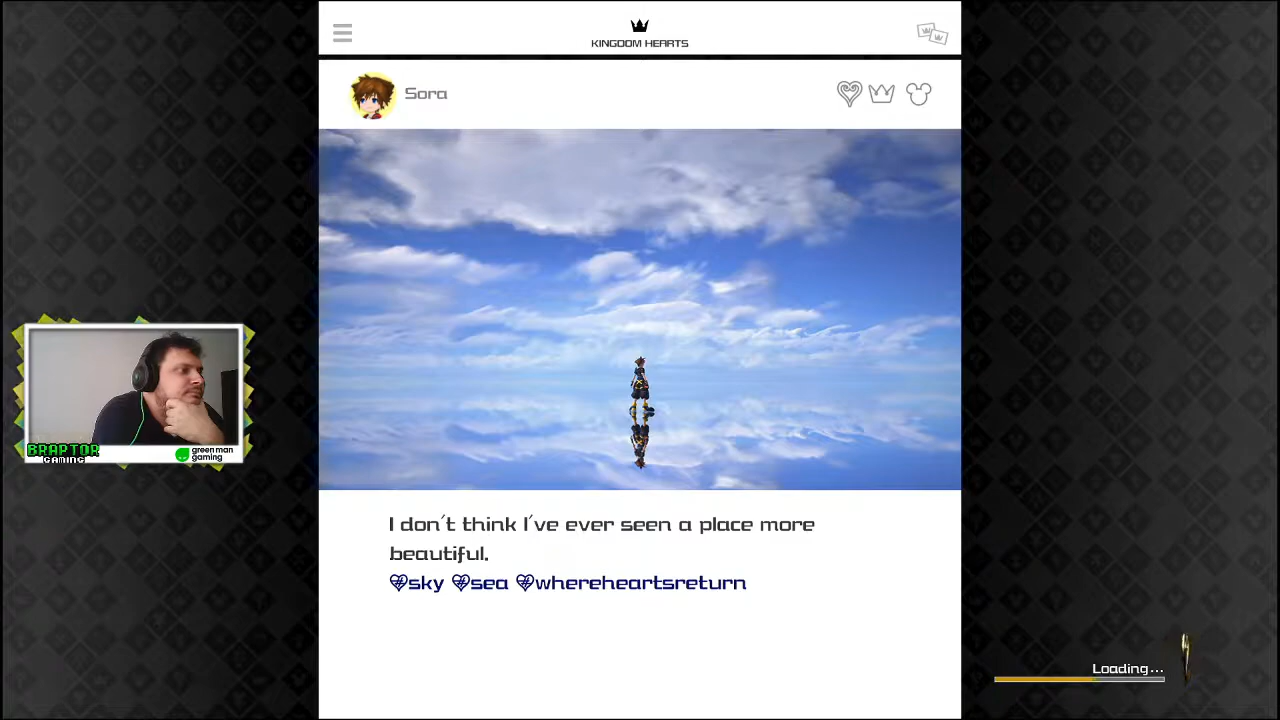 KINGDOM HEARTS
Sora
I don't think I've ever seen a place more
beautiful.
#sky #sea #whereheartsreturn
BRAPTOR
GAMING
green man
gaming
Loading...